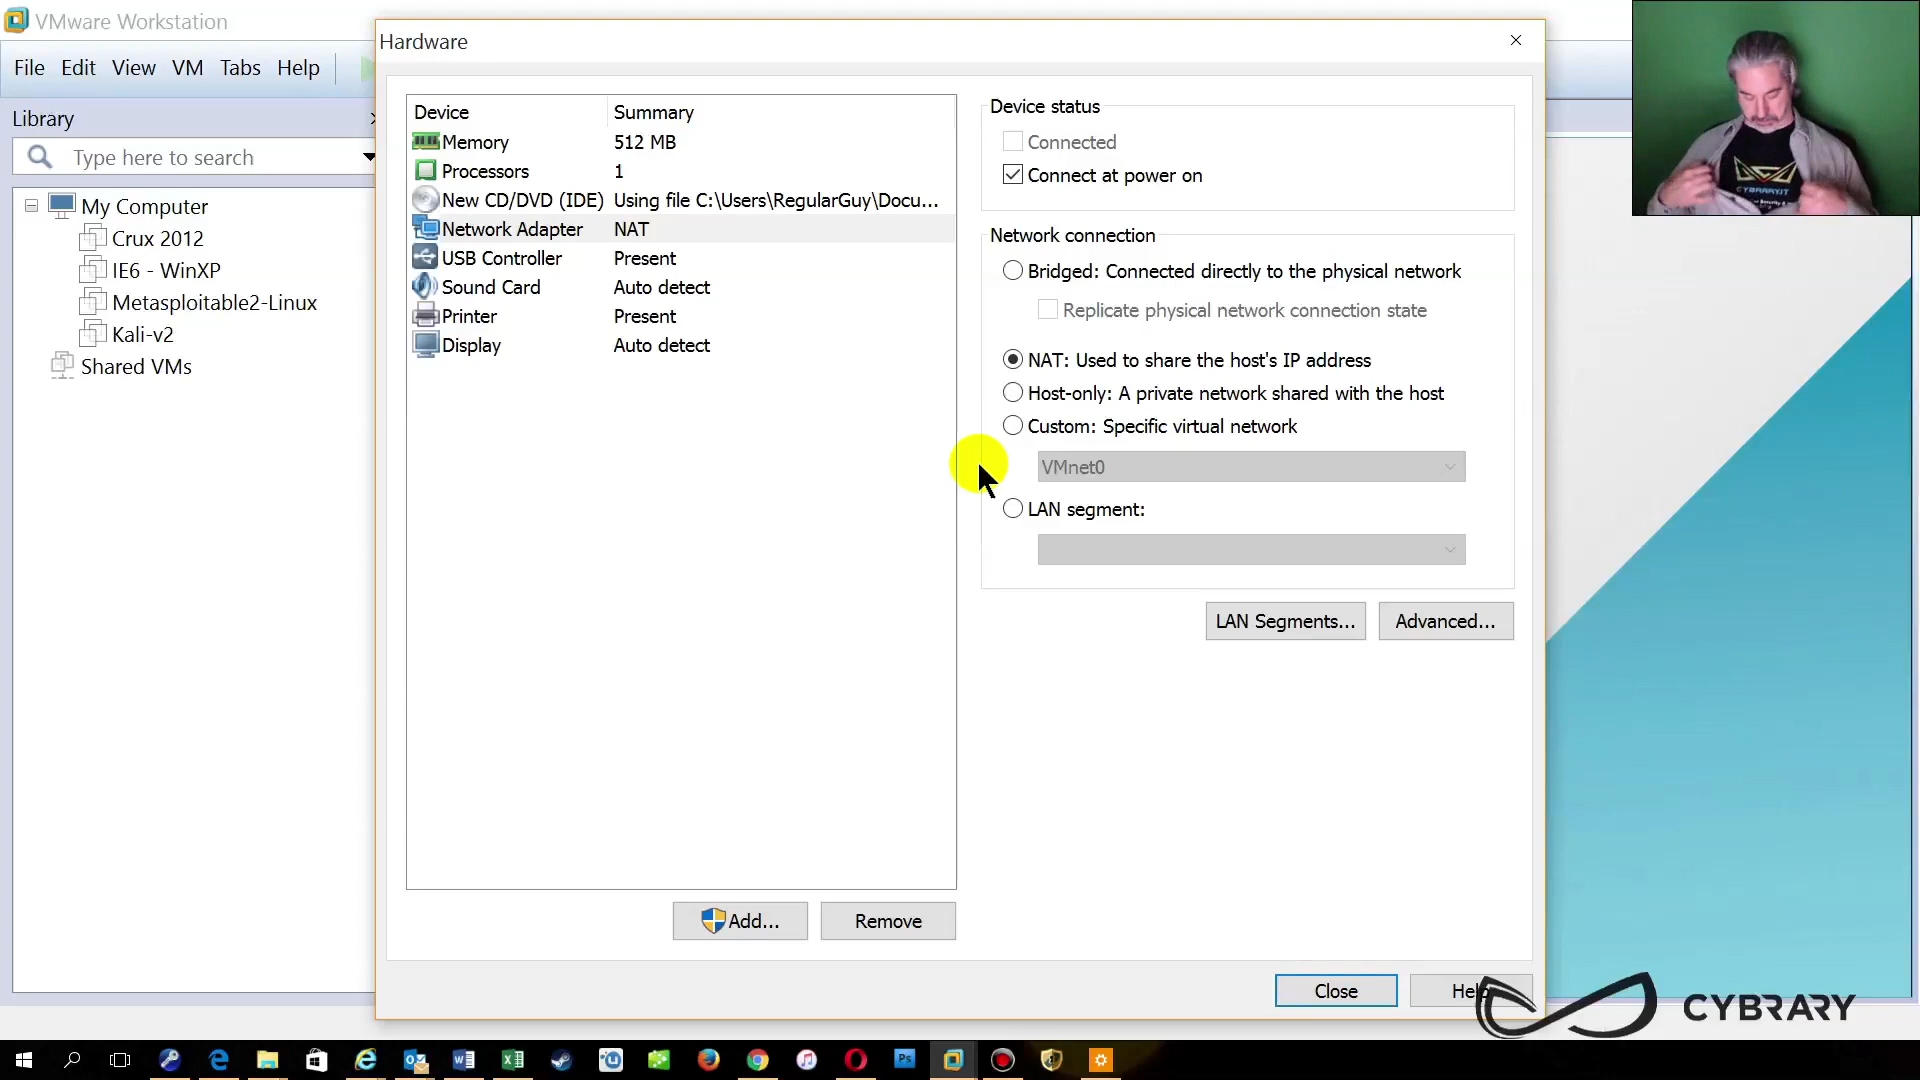 VMware Workstation
File Edit View VM Tabs Help
Library
Type here to search
My Computer
Crux 2012
IE6 - WinXP
Metasploitable2-Linux
Kali-v2
Shared VMs
Hardware
Device Summary
Memory 512 MB
Processors 1
New CD/DVD (IDE) Using file C:\Users\RegularGuy\Docu...
Network Adapter NAT
USB Controller Present
Sound Card Auto detect
Printer Present
Display Auto detect
Add... Remove
Device status
Connected
Connect at power on
Network connection
Bridged: Connected directly to the physical network
Replicate physical network connection state
NAT: Used to share the host's IP address
Host-only: A private network shared with the host
Custom: Specific virtual network
VMnet0
LAN segment:
LAN Segments... Advanced...
Close Help
CYBRARY.IT
CYBRARY
Ps